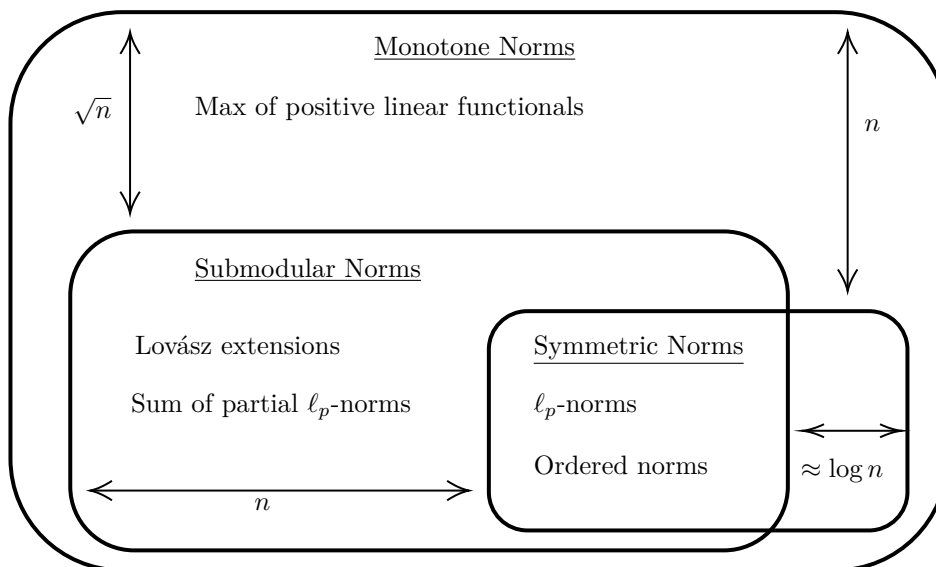 Monotone Norms
√n
Max of positive linear functionals
n
Submodular Norms
Lovász extensions
Symmetric Norms
Sum of partial ℓp-norms
ℓp-norms
Ordered norms
≈ log n
n